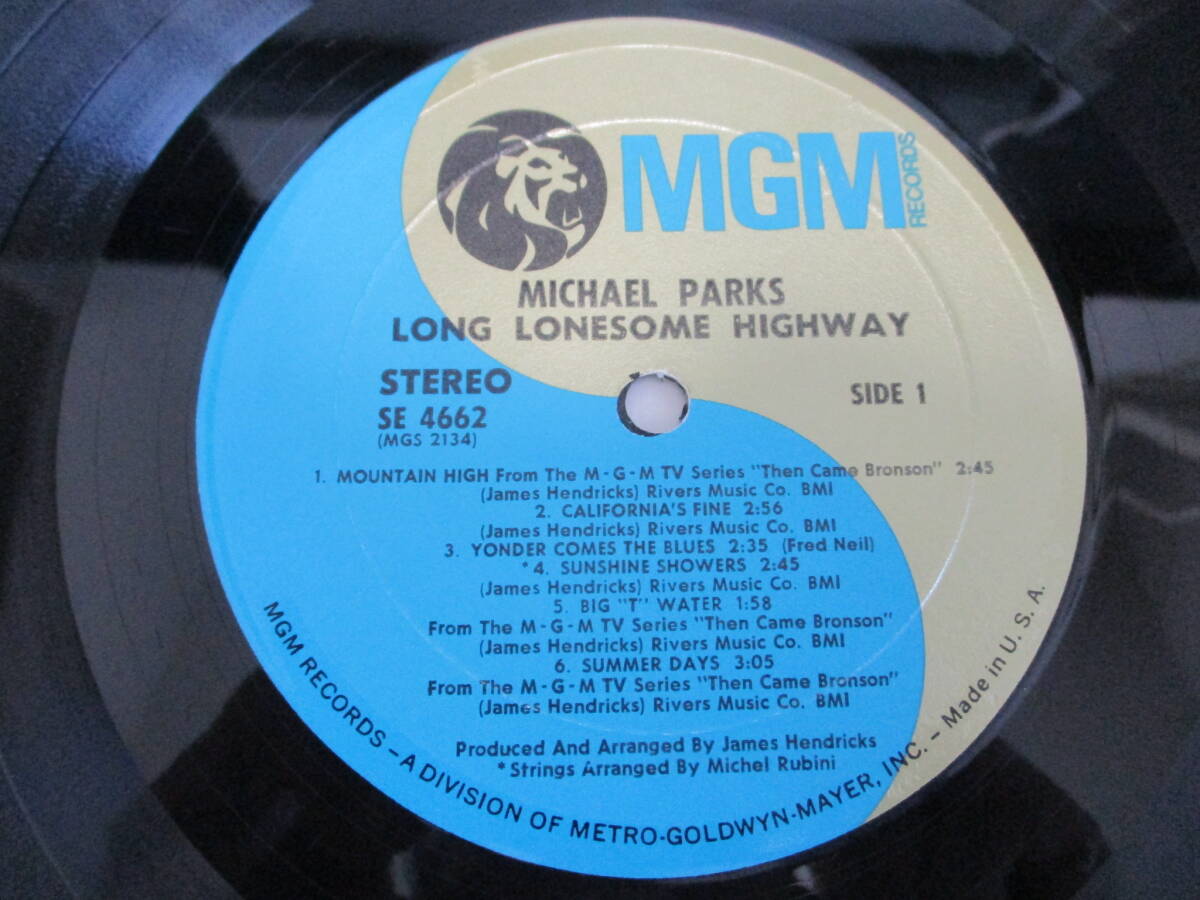 MGM RECORDS
MICHAEL PARKS
LONG LONESOME HIGHWAY
STEREO
SE 4662
(MGS 2134)
SIDE 1
1. MOUNTAIN HIGH From The M-G-M TV Series "Then Came Bronson" 2:45
(James Hendricks) Rivers Music Co. BMI
2. CALIFORNIA'S FINE 2:56
(James Hendricks) Rivers Music Co. BMI
3. YONDER COMES THE BLUES 2:35 (Fred Neil)
*4. SUNSHINE SHOWERS 2:45
(James Hendricks) Rivers Music Co. BMI
5. BIG "T" WATER 1:58
From The M-G-M TV Series "Then Came Bronson"
(James Hendricks) Rivers Music Co. BMI
6. SUMMER DAYS 3:05
From The M-G-M TV Series "Then Came Bronson"
(James Hendricks) Rivers Music Co. BMI
Produced And Arranged By James Hendricks
*Strings Arranged By Michel Rubini
MGM RECORDS – A DIVISION OF METRO-GOLDWYN-MAYER, INC. – Made in U. S. A.